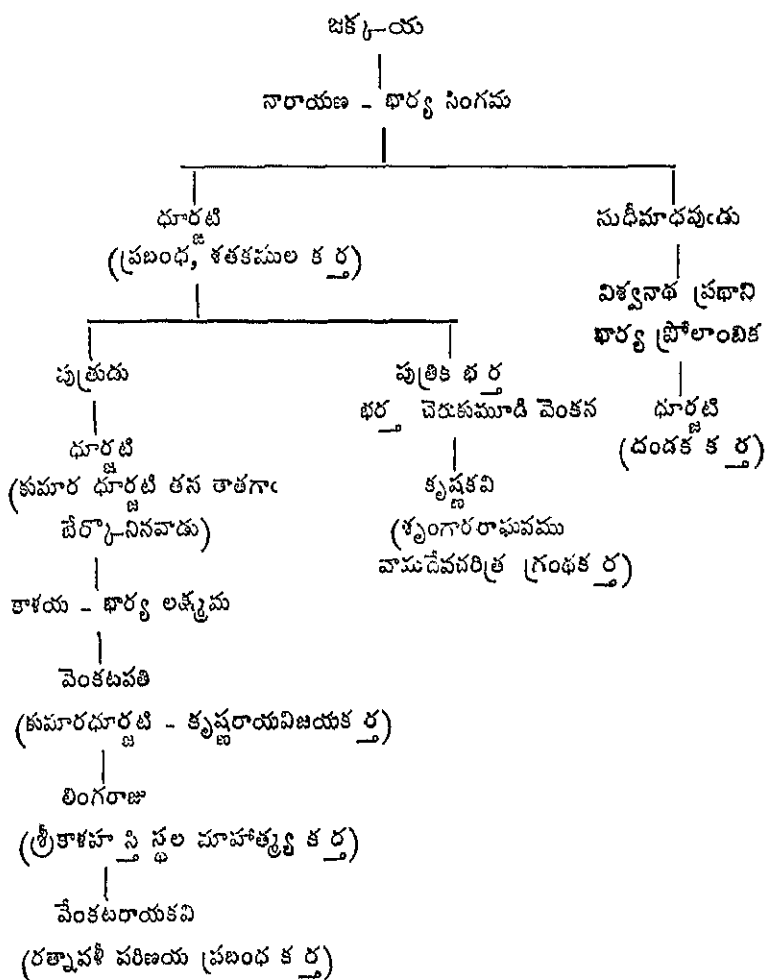 జక్కయ
నారాయణ - భార్య సింగమ
ధూర్జటి
(ప్రబంధ, శతకముల కర్త)
సుధీమాధవుఁడు
విశ్వనాథ ప్రథాని
భార్య ప్రోలాంబిక
ధూర్జటి
(దండక కర్త)
పుత్రుడు
ధూర్జటి
(కుమార ధూర్జటి తన తాతగాఁ
బేర్కొనినవాడు)
కాళయ - భార్య లక్ష్మమ
వెంకటపతి
(కుమారధూర్జటి - కృష్ణరాయవిజయకర్త)
లింగరాజు
(శ్రీకాళహస్తి స్థల మాహాత్మ్య కర్త)
వేంకటరాయకవి
(రత్నావళీ పరిణయ ప్రబంధ కర్త)
పుత్రిక భర్త
భర్త చెరుకుమూడి వెంకన
కృష్ణకవి
(శృంగారరాఘవము
వాసుదేవచరిత్ర గ్రంథకర్త)